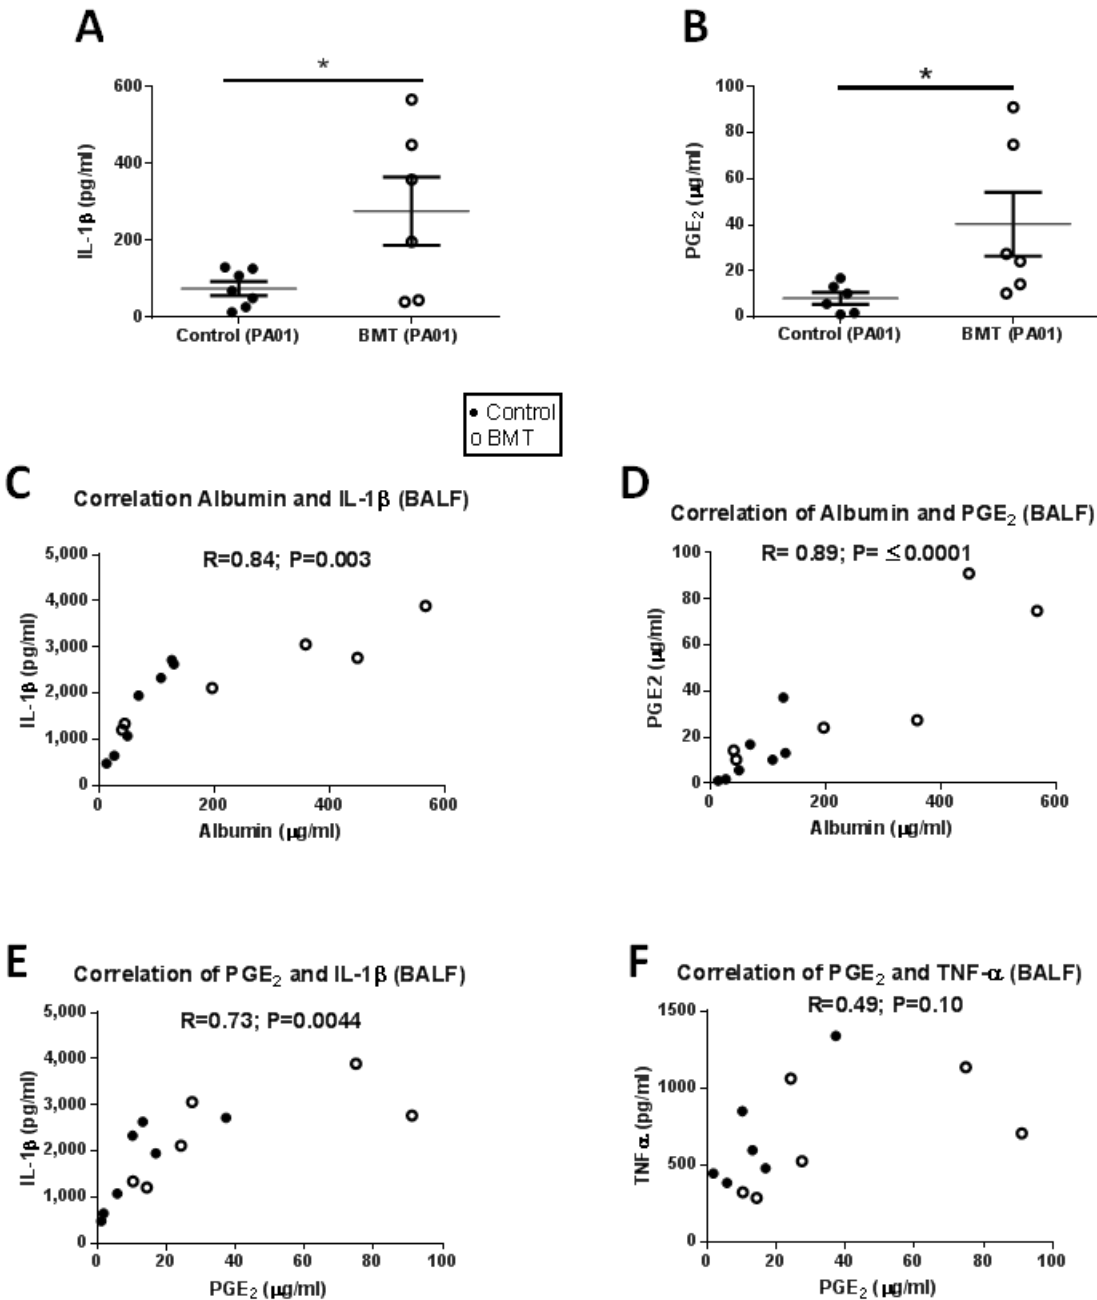 A
B
*
*
600
400
200
0
IL-1β (pg/ml)
Control (PA01)
BMT (PA01)
100
80
60
40
20
0
PGE₂ (μg/ml)
Control (PA01)
BMT (PA01)
Control
BMT
C
Correlation Albumin and IL-1β (BALF)
R=0.84; P=0.003
5,000
4,000
3,000
2,000
1,000
0
IL-1β (pg/ml)
0
200
400
600
Albumin (μg/ml)
D
Correlation of Albumin and PGE₂ (BALF)
R= 0.89; P= ≤0.0001
100
80
60
40
20
0
PGE2 (μg/ml)
0
200
400
600
Albumin (μg/ml)
E
Correlation of PGE₂ and IL-1β (BALF)
R=0.73; P=0.0044
5,000
4,000
3,000
2,000
1,000
0
IL-1β (pg/ml)
0
20
40
60
80
100
PGE₂ (μg/ml)
F
Correlation of PGE₂ and TNF-α (BALF)
R=0.49; P=0.10
1500
1000
500
0
TNFα (pg/ml)
0
20
40
60
80
100
PGE₂ (μg/ml)